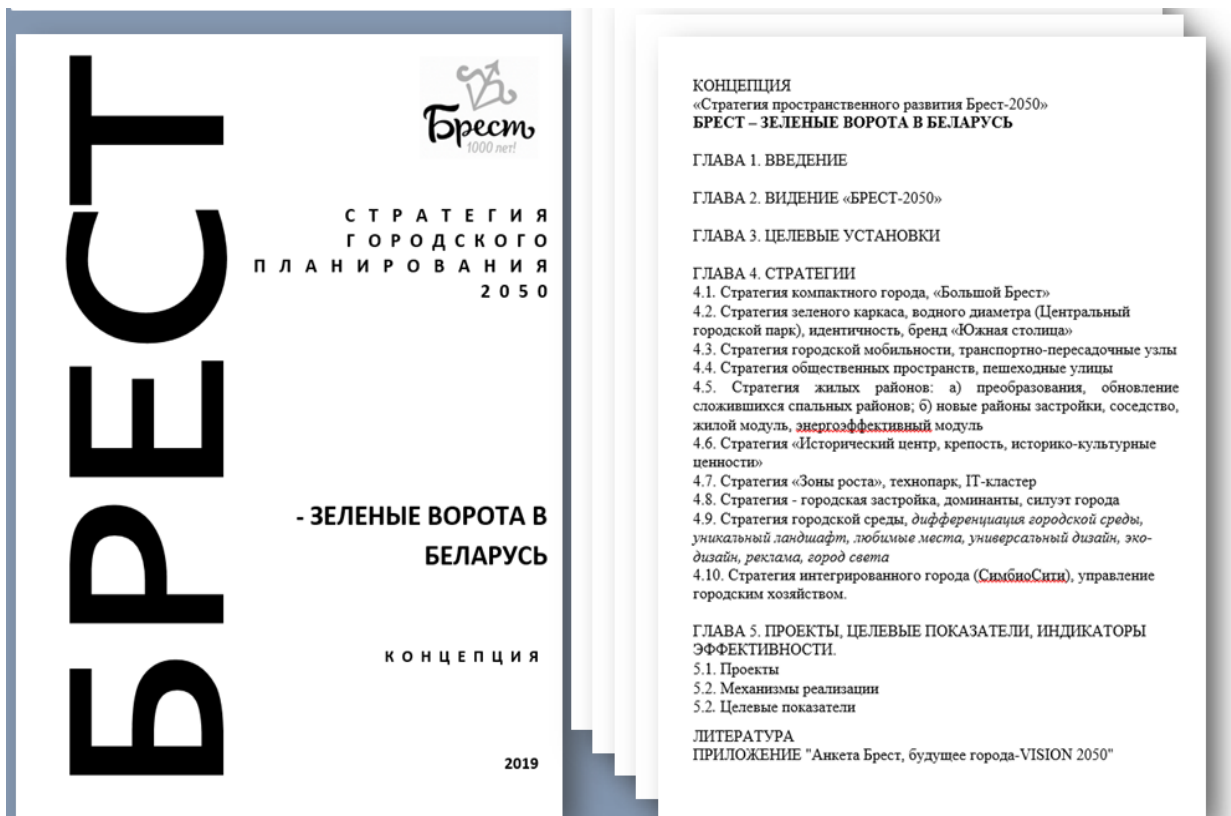 БРЕСТ
Брест
1000 лет!
СТРАТЕГИЯ
ГОРОДСКОГО
ПЛАНИРОВАНИЯ
2050
- ЗЕЛЕНЫЕ ВОРОТА В
БЕЛАРУСЬ
КОНЦЕПЦИЯ
2019
КОНЦЕПЦИЯ
«Стратегия пространственного развития Брест-2050»
БРЕСТ – ЗЕЛЕНЫЕ ВОРОТА В БЕЛАРУСЬ
ГЛАВА 1. ВВЕДЕНИЕ
ГЛАВА 2. ВИДЕНИЕ «БРЕСТ-2050»
ГЛАВА 3. ЦЕЛЕВЫЕ УСТАНОВКИ
ГЛАВА 4. СТРАТЕГИИ
4.1. Стратегия компактного города, «Большой Брест»
4.2. Стратегия зеленого каркаса, водного диаметра (Центральный
городской парк), идентичность, бренд «Южная столица»
4.3. Стратегия городской мобильности, транспортно-пересадочные узлы
4.4. Стратегия общественных пространств, пешеходные улицы
4.5. Стратегия жилых районов: а) преобразования, обновление
сложившихся спальных районов; б) новые районы застройки, соседство,
жилой модуль, энергоэффективный модуль
4.6. Стратегия «Исторический центр, крепость, историко-культурные
ценности»
4.7. Стратегия «Зоны роста», технопарк, IT-кластер
4.8. Стратегия - городская застройка, доминанты, силуэт города
4.9. Стратегия городской среды, дифференциация городской среды,
уникальный ландшафт, любимые места, универсальный дизайн, эко-
дизайн, реклама, город света
4.10. Стратегия интегрированного города (СимбиоСити), управление
городским хозяйством.
ГЛАВА 5. ПРОЕКТЫ, ЦЕЛЕВЫЕ ПОКАЗАТЕЛИ, ИНДИКАТОРЫ
ЭФФЕКТИВНОСТИ.
5.1. Проекты
5.2. Механизмы реализации
5.2. Целевые показатели
ЛИТЕРАТУРА
ПРИЛОЖЕНИЕ "Анкета Брест, будущее города-VISION 2050"